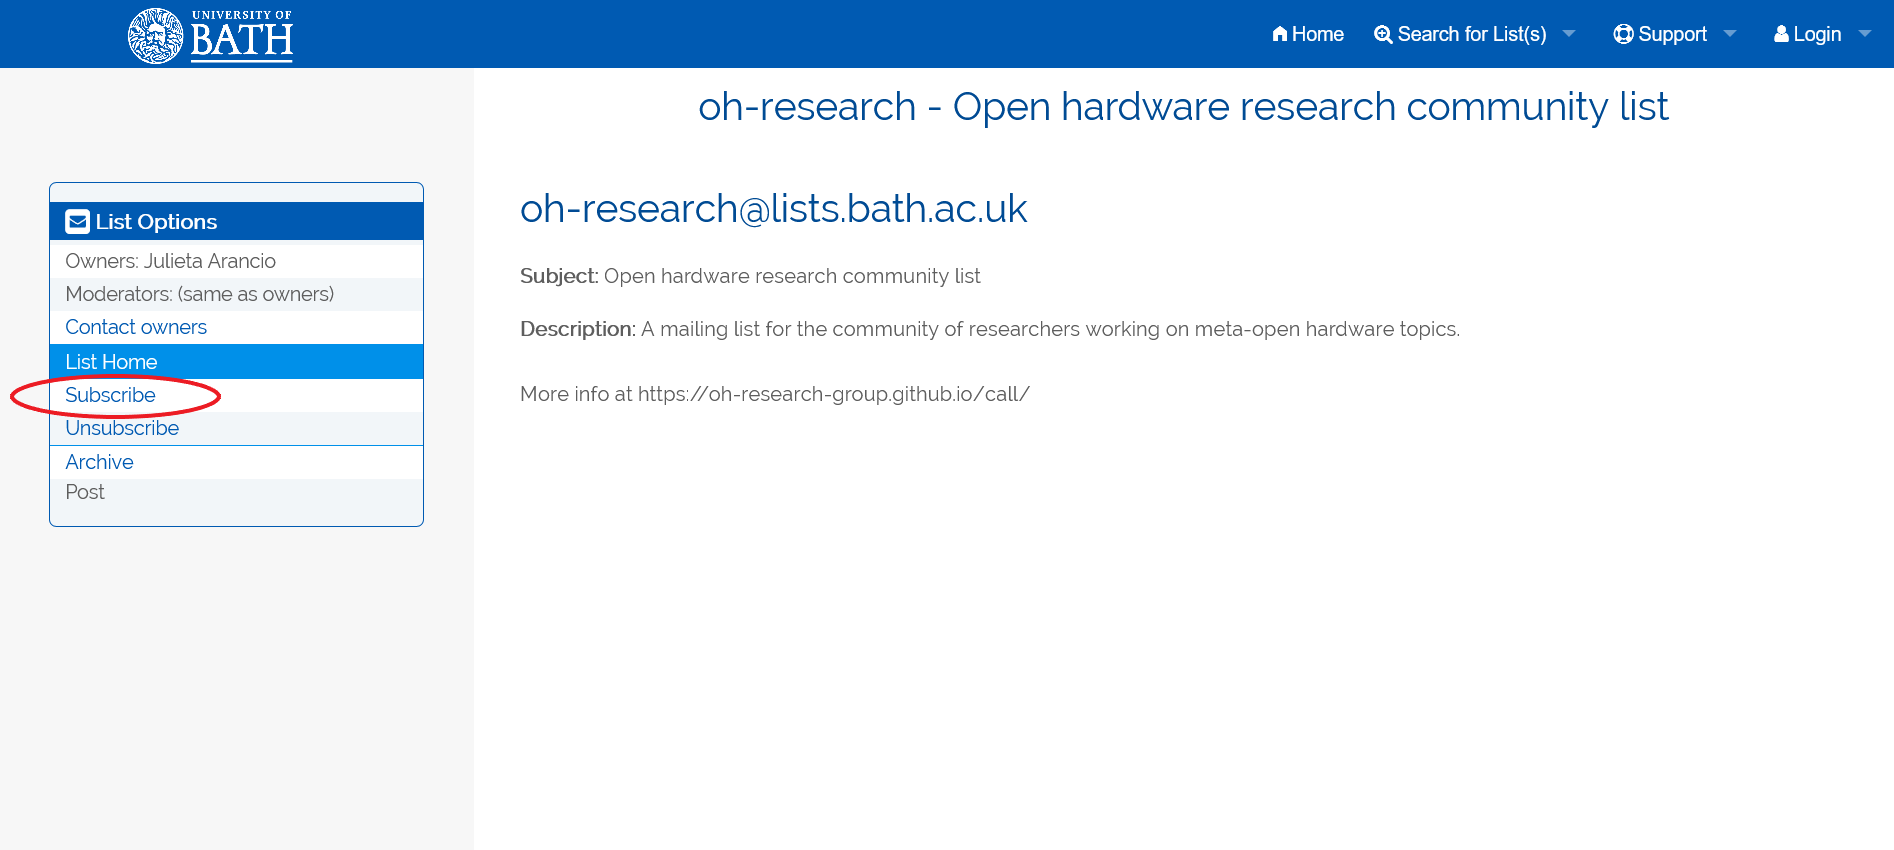 UNIVERSITY OF
BATH
Home
Search for List(s)
Support
Login
oh-research - Open hardware research community list
List Options
Owners: Julieta Arancio
Moderators: (same as owners)
Contact owners
List Home
Subscribe
Unsubscribe
Archive
Post
oh-research@lists.bath.ac.uk
Subject: Open hardware research community list
Description: A mailing list for the community of researchers working on meta-open hardware topics.
More info at https://oh-research-group.github.io/call/